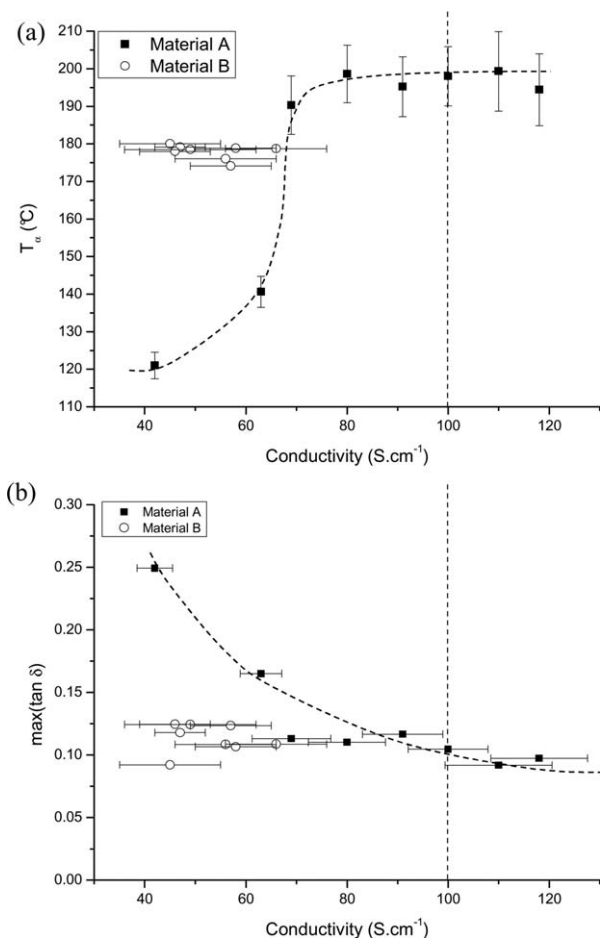 (a)
Material A
Material B
210
200
190
180
170
160
150
140
130
120
110
T_α (°C)
40
60
80
100
120
Conductivity (S.cm⁻¹)
(b)
Material A
Material B
0.30
0.25
0.20
0.15
0.10
0.05
0.00
max(tan δ)
40
60
80
100
120
Conductivity (S.cm⁻¹)